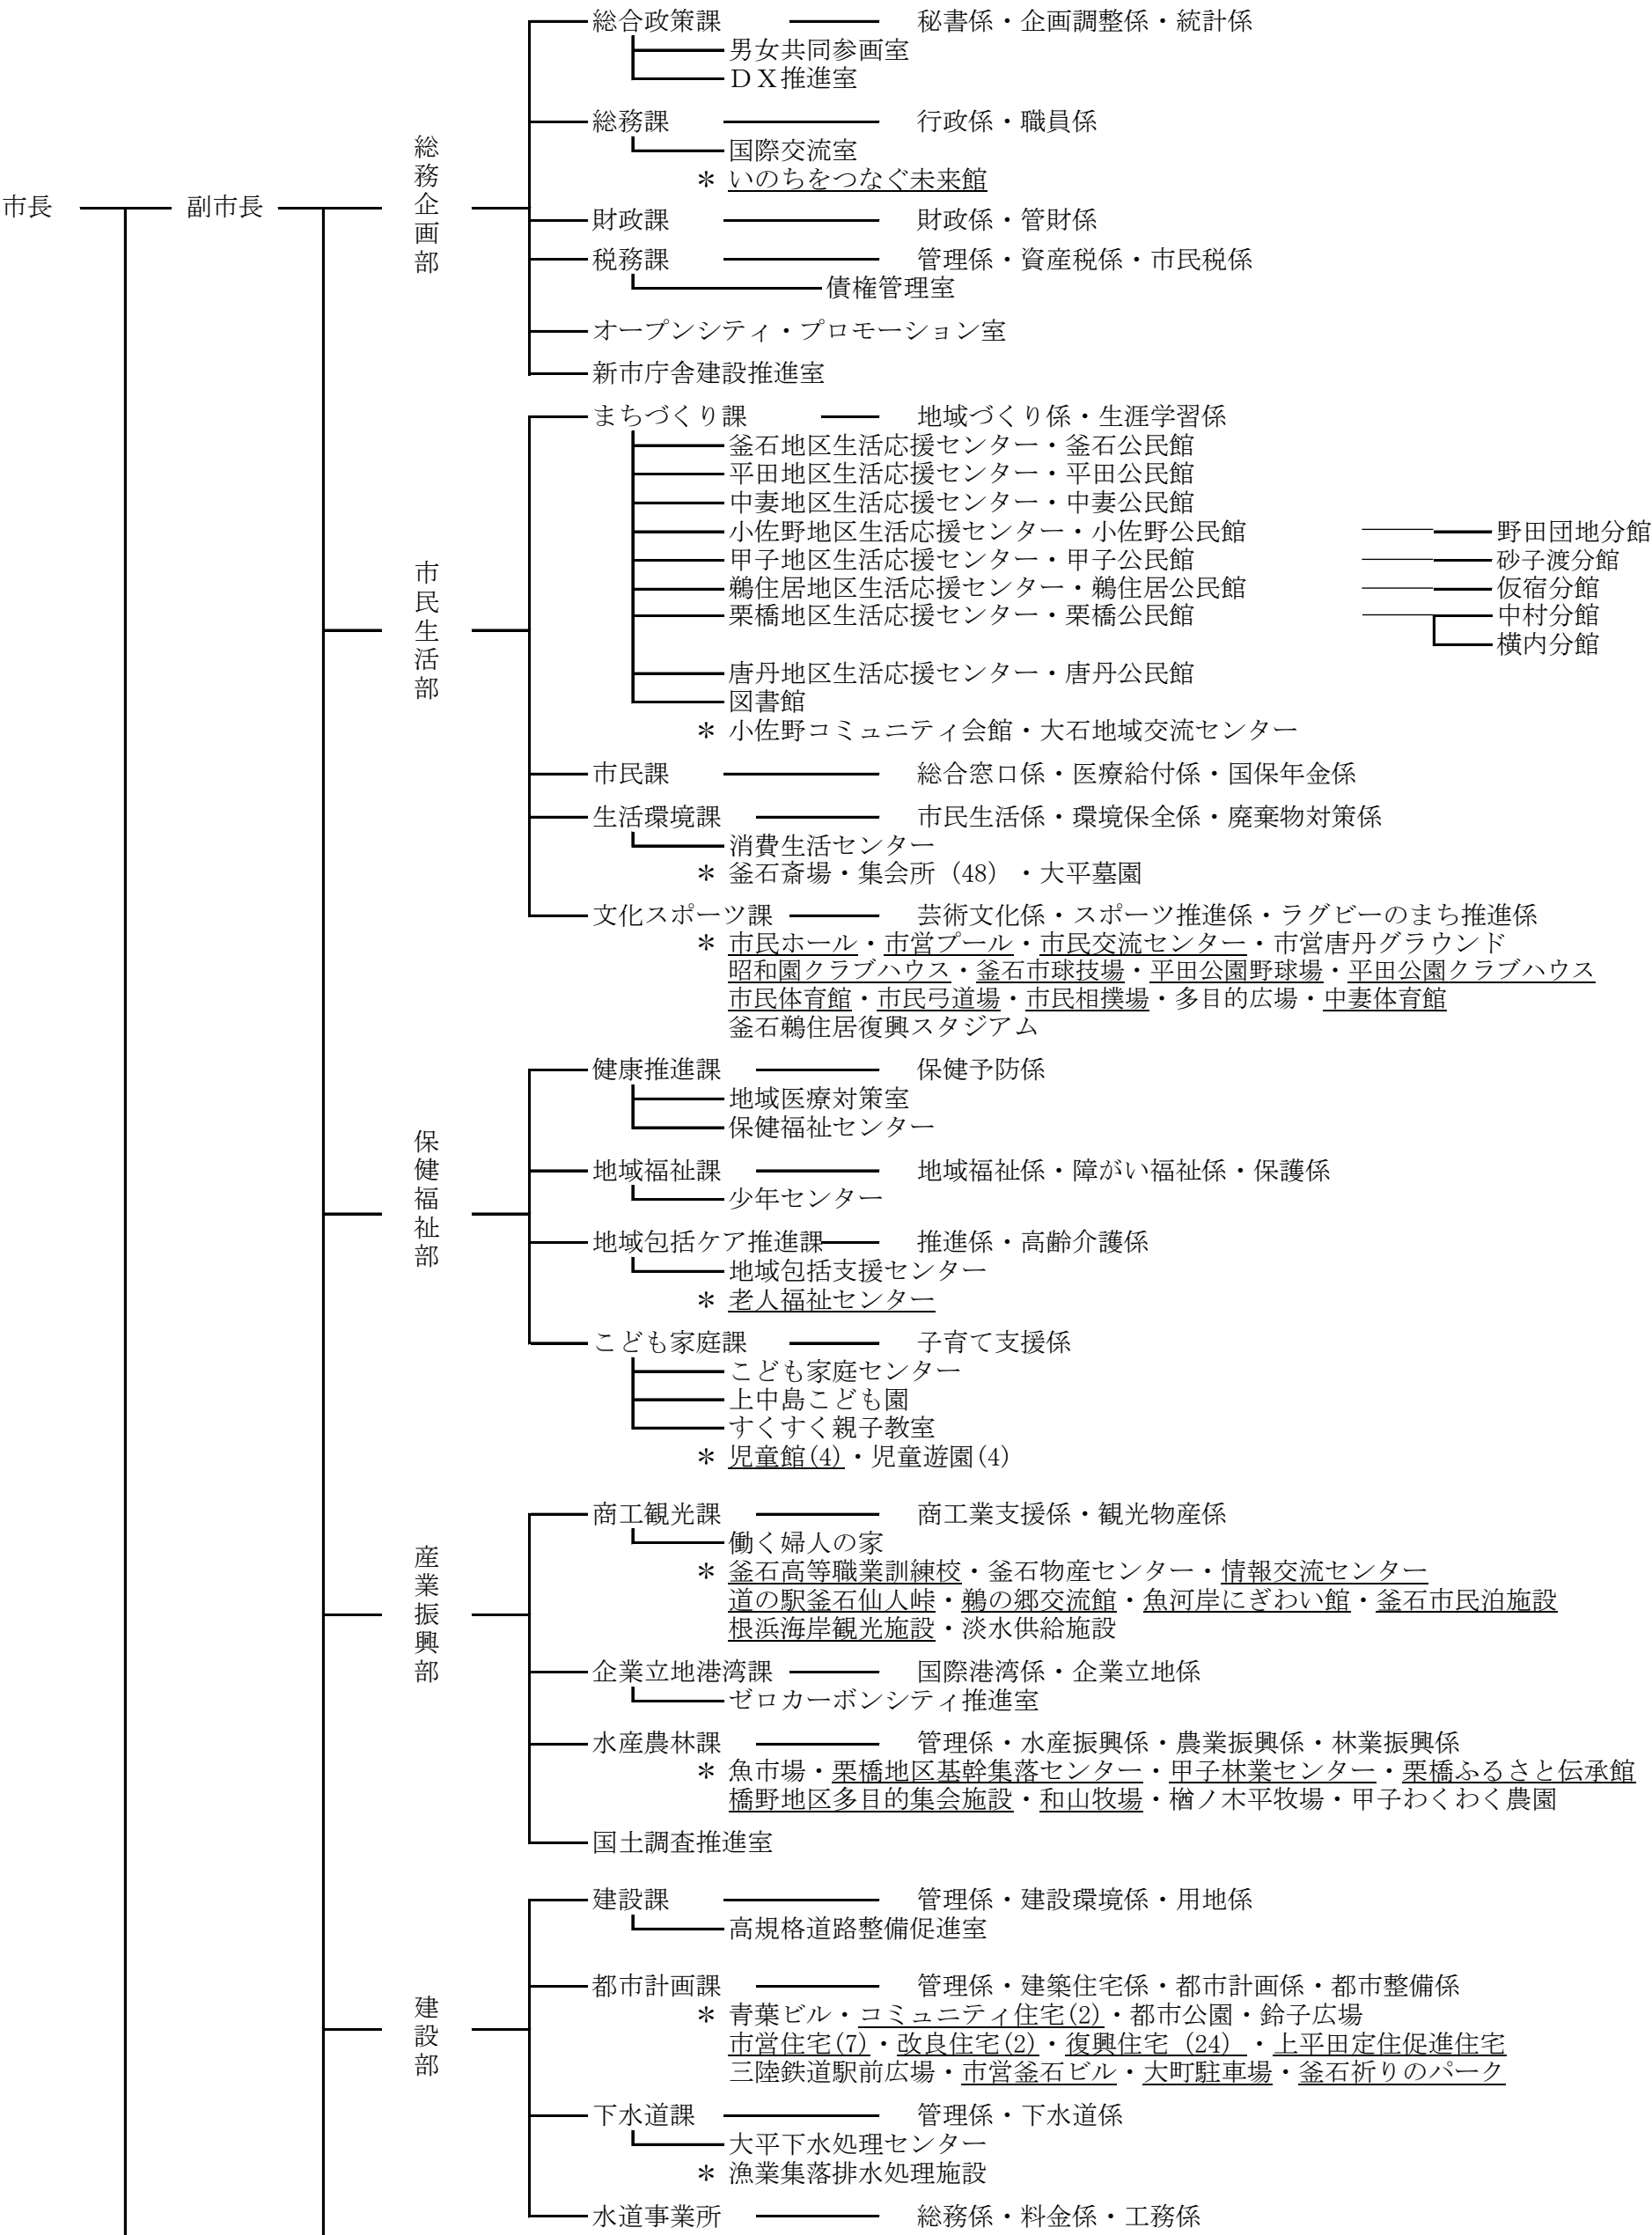 総合政策課 秘書係・企画調整係・統計係
男女共同参画室
ＤＸ推進室
総務課 行政係・職員係
国際交流室
＊ いのちをつなぐ未来館
市長 副市長 総務企画部
財政課 財政係・管財係
税務課 管理係・資産税係・市民税係
債権管理室
オープンシティ・プロモーション室
新市庁舎建設推進室
市民生活部
まちづくり課 地域づくり係・生涯学習係
釜石地区生活応援センター・釜石公民館
平田地区生活応援センター・平田公民館
中妻地区生活応援センター・中妻公民館
小佐野地区生活応援センター・小佐野公民館 野田団地分館
甲子地区生活応援センター・甲子公民館 砂子渡分館
鵜住居地区生活応援センター・鵜住居公民館 仮宿分館
栗橋地区生活応援センター・栗橋公民館 中村分館
横内分館
唐丹地区生活応援センター・唐丹公民館
図書館
＊ 小佐野コミュニティ会館・大石地域交流センター
市民課 総合窓口係・医療給付係・国保年金係
生活環境課 市民生活係・環境保全係・廃棄物対策係
消費生活センター
＊ 釜石斎場・集会所（48）・大平墓園
文化スポーツ課 芸術文化係・スポーツ推進係・ラグビーのまち推進係
＊ 市民ホール・市営プール・市民交流センター・市営唐丹グラウンド
昭和園クラブハウス・釜石市球技場・平田公園野球場・平田公園クラブハウス
市民体育館・市民弓道場・市民相撲場・多目的広場・中妻体育館
釜石鵜住居復興スタジアム
保健福祉部
健康推進課 保健予防係
地域医療対策室
保健福祉センター
地域福祉課 地域福祉係・障がい福祉係・保護係
少年センター
地域包括ケア推進課 推進係・高齢介護係
地域包括支援センター
＊ 老人福祉センター
こども家庭課 子育て支援係
こども家庭センター
上中島こども園
すくすく親子教室
＊ 児童館(4)・児童遊園(4)
産業振興部
商工観光課 商工業支援係・観光物産係
働く婦人の家
＊ 釜石高等職業訓練校・釜石物産センター・情報交流センター
道の駅釜石仙人峠・鵜の郷交流館・魚河岸にぎわい館・釜石市民泊施設
根浜海岸観光施設・淡水供給施設
企業立地港湾課 国際港湾係・企業立地係
ゼロカーボンシティ推進室
水産農林課 管理係・水産振興係・農業振興係・林業振興係
＊ 魚市場・栗橋地区基幹集落センター・甲子林業センター・栗橋ふるさと伝承館
橋野地区多目的集会施設・和山牧場・楢ノ木平牧場・甲子わくわく農園
国土調査推進室
建設部
建設課 管理係・建設環境係・用地係
高規格道路整備促進室
都市計画課 管理係・建築住宅係・都市計画係・都市整備係
＊ 青葉ビル・コミュニティ住宅(2)・都市公園・鈴子広場
市営住宅(7)・改良住宅(2)・復興住宅（24）・上平田定住促進住宅
三陸鉄道駅前広場・市営釜石ビル・大町駐車場・釜石祈りのパーク
下水道課 管理係・下水道係
大平下水処理センター
＊ 漁業集落排水処理施設
水道事業所 総務係・料金係・工務係